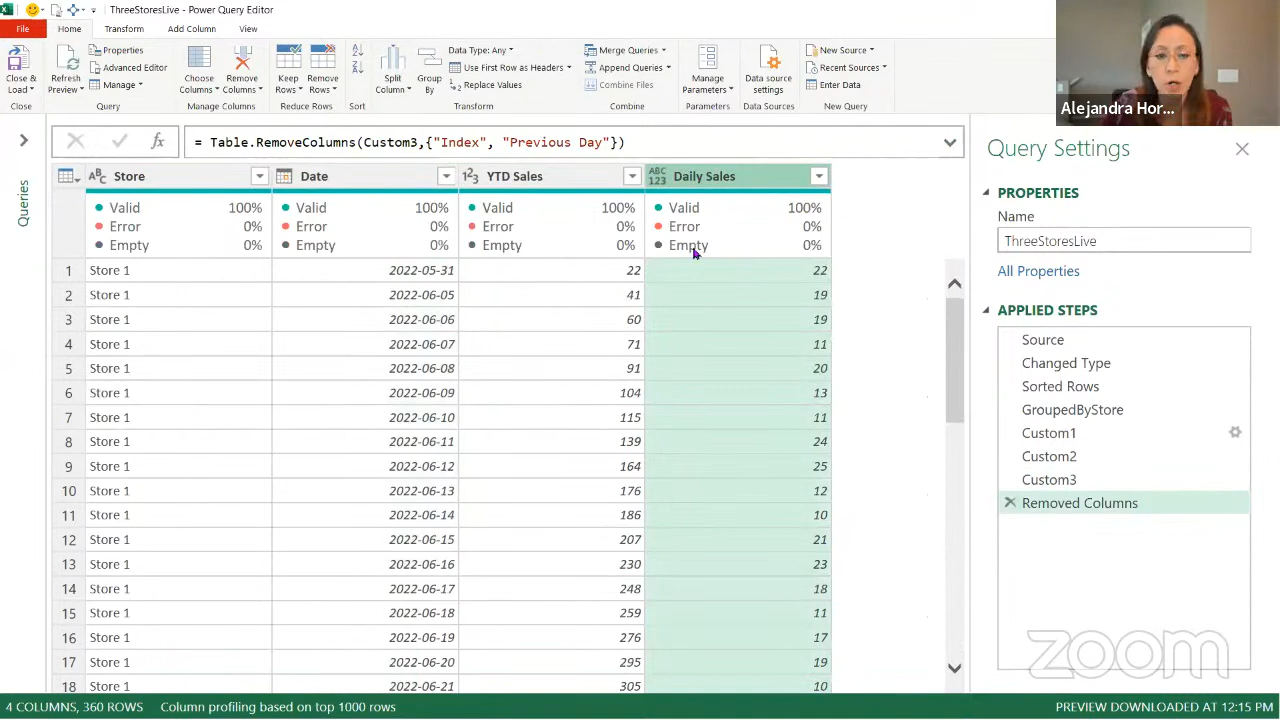 ThreeStoresLive - Power Query Editor
File Home Transform Add Column View
Close & Load
Close
Refresh Preview
Properties
Advanced Editor
Manage
Query
Choose Columns
Remove Columns
Manage Columns
Keep Rows
Remove Rows
Reduce Rows
Sort
Split Column
Group By
Data Type: Any
Use First Row as Headers
Replace Values
Transform
Merge Queries
Append Queries
Combine Files
Combine
Manage Parameters
Parameters
Data source settings
Data Sources
New Source
Recent Sources
Enter Data
New Query
Alejandra Hor...
fx = Table.RemoveColumns(Custom3,{"Index", "Previous Day"})
Queries
ABC Store Date 123 YTD Sales ABC 123 Daily Sales
Valid 100% Valid 100% Valid 100% Valid 100%
Error 0% Error 0% Error 0% Error 0%
Empty 0% Empty 0% Empty 0% Empty 0%
1 Store 1 2022-05-31 22 22
2 Store 1 2022-06-05 41 19
3 Store 1 2022-06-06 60 19
4 Store 1 2022-06-07 71 11
5 Store 1 2022-06-08 91 20
6 Store 1 2022-06-09 104 13
7 Store 1 2022-06-10 115 11
8 Store 1 2022-06-11 139 24
9 Store 1 2022-06-12 164 25
10 Store 1 2022-06-13 176 12
11 Store 1 2022-06-14 186 10
12 Store 1 2022-06-15 207 21
13 Store 1 2022-06-16 230 23
14 Store 1 2022-06-17 248 18
15 Store 1 2022-06-18 259 11
16 Store 1 2022-06-19 276 17
17 Store 1 2022-06-20 295 19
18 Store 1 2022-06-21 305 10
Query Settings
PROPERTIES
Name
ThreeStoresLive
All Properties
APPLIED STEPS
Source
Changed Type
Sorted Rows
GroupedByStore
Custom1
Custom2
Custom3
Removed Columns
zoom
4 COLUMNS, 360 ROWS Column profiling based on top 1000 rows PREVIEW DOWNLOADED AT 12:15 PM